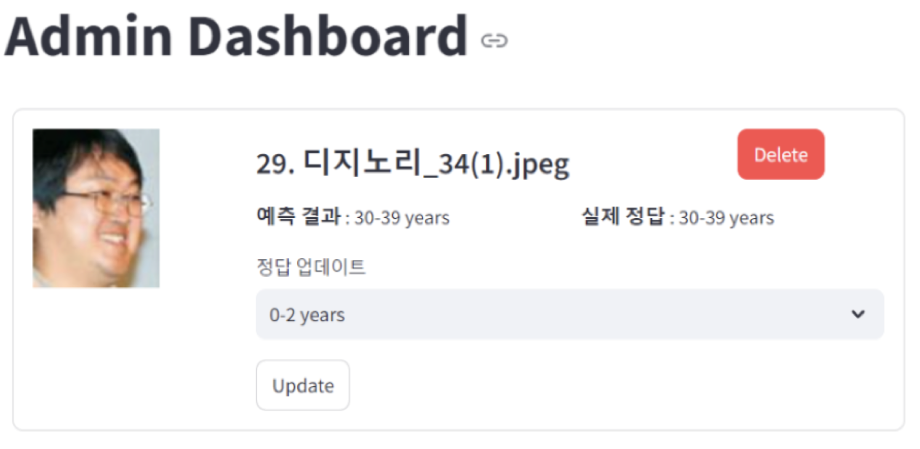 Admin Dashboard
29. 디지노리_34(1).jpeg
Delete
예측 결과 : 30-39 years
실제 정답 : 30-39 years
정답 업데이트
0-2 years
Update